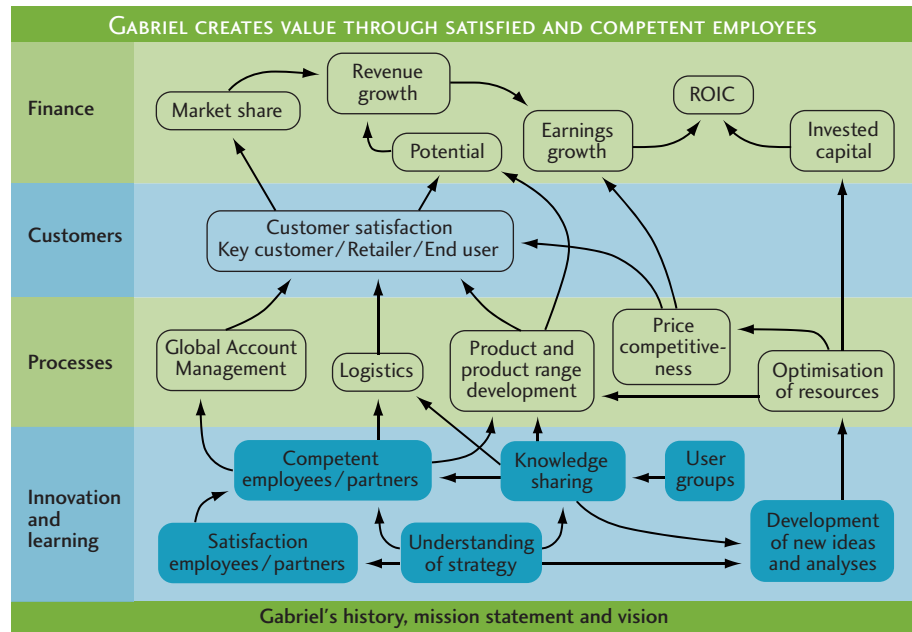 GABRIEL CREATES VALUE THROUGH SATISFIED AND COMPETENT EMPLOYEES
Finance
Market share
Revenue
growth
Potential
Earnings
growth
ROIC
Invested
capital
Customers
Customer satisfaction
Key customer/Retailer/End user
Processes
Global Account
Management
Logistics
Product and
product range
development
Price
competitive-
ness
Optimisation
of resources
Innovation
and
learning
Competent
employees/partners
Knowledge
sharing
User
groups
Satisfaction
employees/partners
Understanding
of strategy
Development
of new ideas
and analyses
Gabriel's history, mission statement and vision